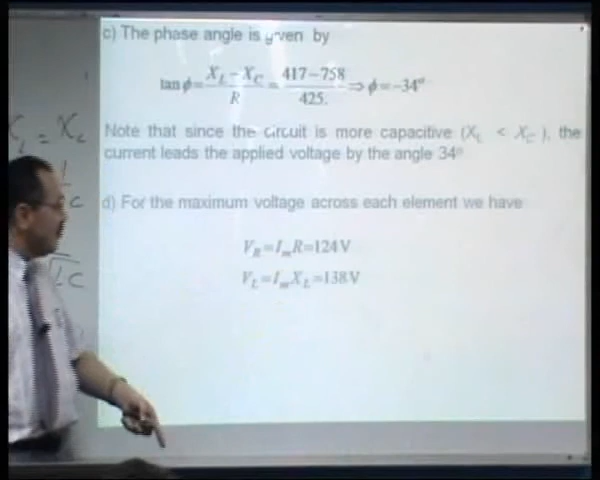 c) The phase angle is given by
tan ϕ = (X_L − X_C)/R = (417−758)/425. ⇒ ϕ = −34°
Note that since the circuit is more capacitive (X_L < X_C), the
current leads the applied voltage by the angle 34°
d) For the maximum voltage across each element we have
V_R = I_m R = 124 V
V_L = I_m X_L = 138 V
X_L = X_C